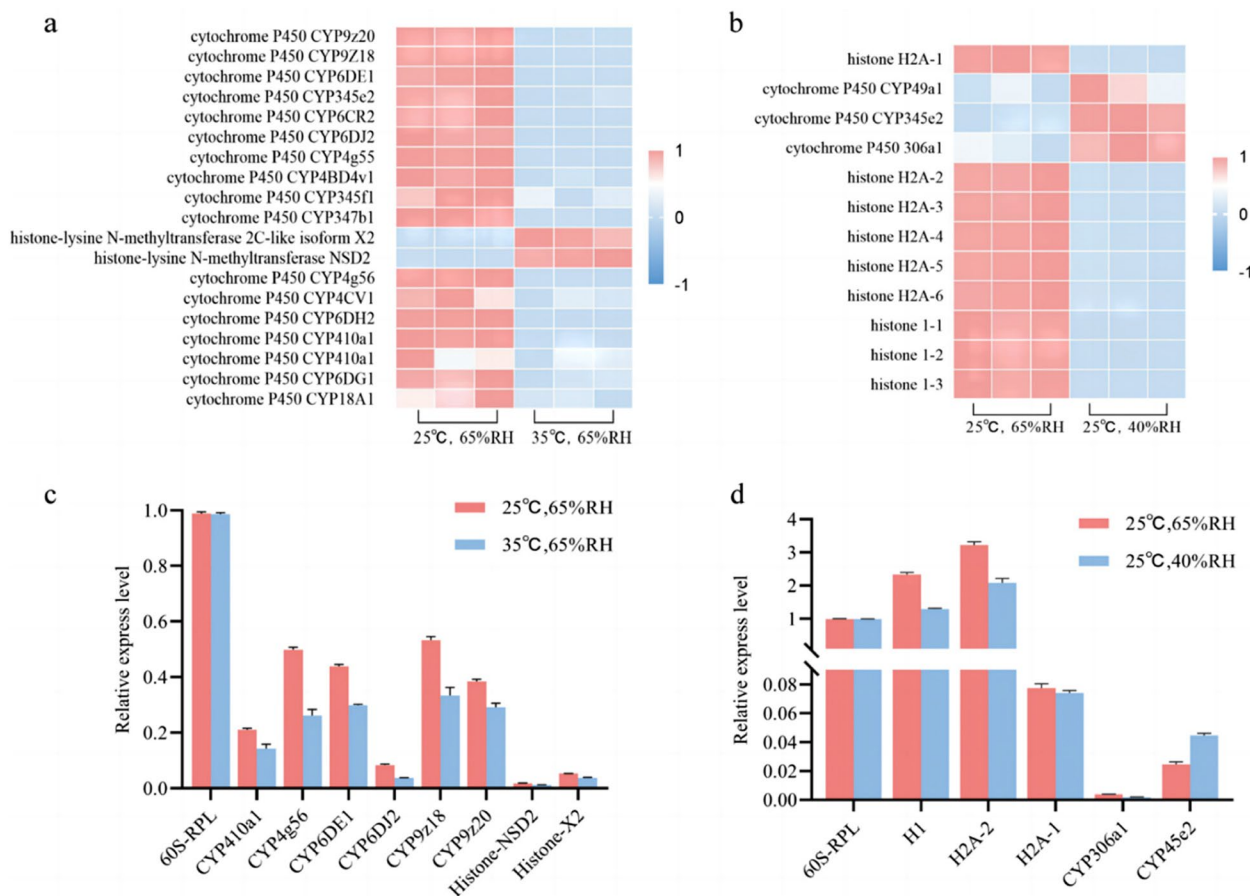 a
cytochrome P450 CYP9z20
cytochrome P450 CYP9Z18
cytochrome P450 CYP6DE1
cytochrome P450 CYP345e2
cytochrome P450 CYP6CR2
cytochrome P450 CYP6DJ2
cytochrome P450 CYP4g55
cytochrome P450 CYP4BD4v1
cytochrome P450 CYP345f1
cytochrome P450 CYP347b1
histone-lysine N-methyltransferase 2C-like isoform X2
histone-lysine N-methyltransferase NSD2
cytochrome P450 CYP4g56
cytochrome P450 CYP4CV1
cytochrome P450 CYP6DH2
cytochrome P450 CYP410a1
cytochrome P450 CYP410a1
cytochrome P450 CYP6DG1
cytochrome P450 CYP18A1
25℃, 65%RH
35℃, 65%RH
1
0
-1
b
histone H2A-1
cytochrome P450 CYP49a1
cytochrome P450 CYP345e2
cytochrome P450 306a1
histone H2A-2
histone H2A-3
histone H2A-4
histone H2A-5
histone H2A-6
histone 1-1
histone 1-2
histone 1-3
25℃, 65%RH
25℃, 40%RH
1
0
-1
c
Relative express level
1.0
0.8
0.6
0.4
0.2
0.0
25℃,65%RH
35℃,65%RH
60S-RPL
CYP410a1
CYP4g56
CYP6DE1
CYP6DJ2
CYP9z18
CYP9z20
Histone-NSD2
Histone-X2
d
Relative express level
4
3
2
1
0.08
0.06
0.04
0.02
0.00
25℃,65%RH
25℃,40%RH
60S-RPL
H1
H2A-2
H2A-1
CYP306a1
CYP45e2